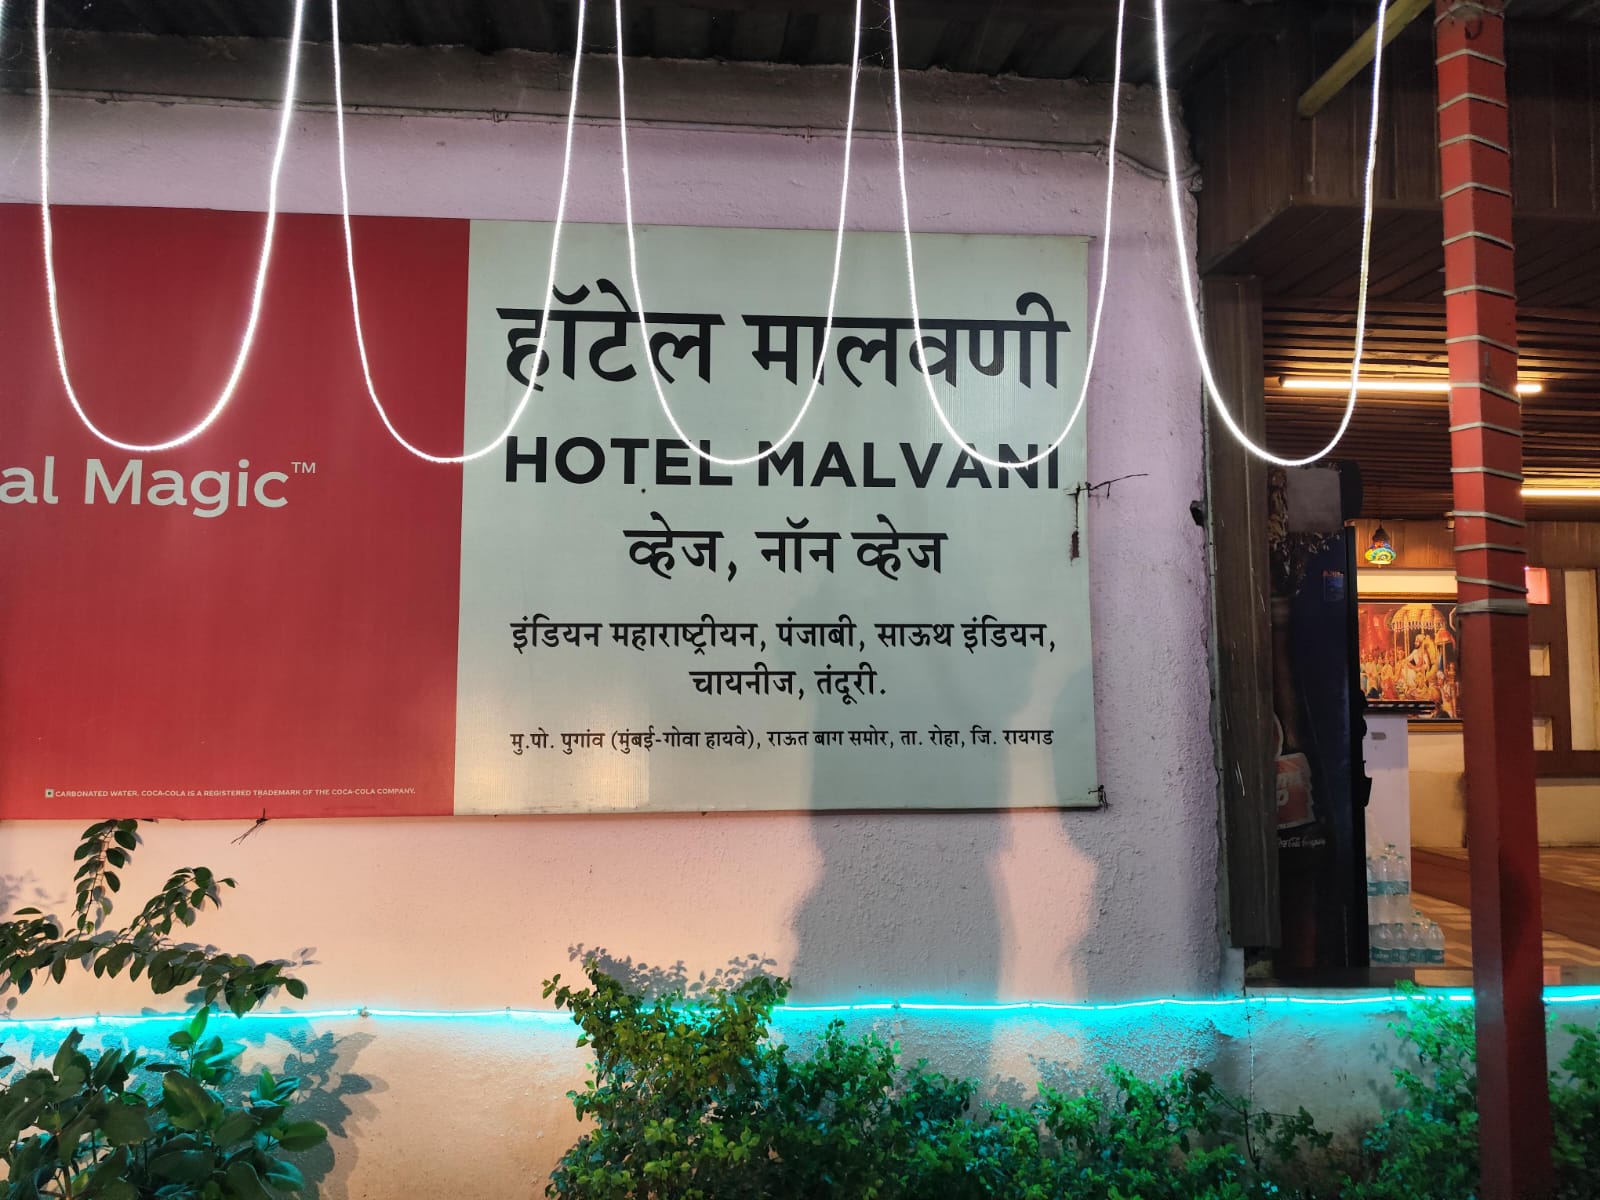 al Magic™
CARBONATED WATER. COCA-COLA IS A REGISTERED TRADEMARK OF THE COCA-COLA COMPANY.
हॉटेल मालवणी
HOTEL MALVANI
व्हेज, नॉन व्हेज
इंडियन महाराष्ट्रीयन, पंजाबी, साऊथ इंडियन,
चायनीज, तंदूरी.
मु.पो. पुगांव (मुंबई-गोवा हायवे), राऊत बाग समोर, ता. रोहा, जि. रायगड